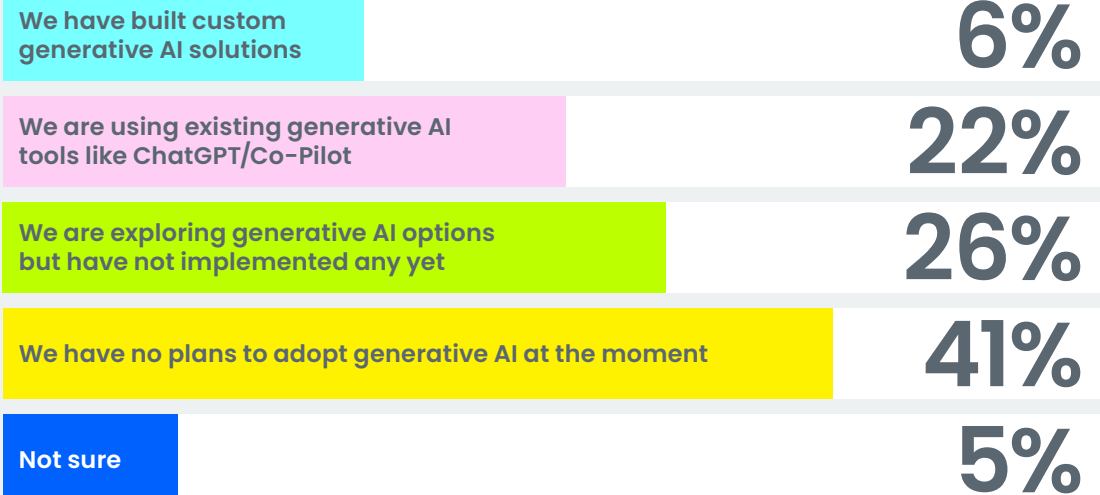 We have built custom
generative AI solutions
6%
We are using existing generative AI
tools like ChatGPT/Co-Pilot
22%
We are exploring generative AI options
but have not implemented any yet
26%
We have no plans to adopt generative AI at the moment
41%
Not sure
5%